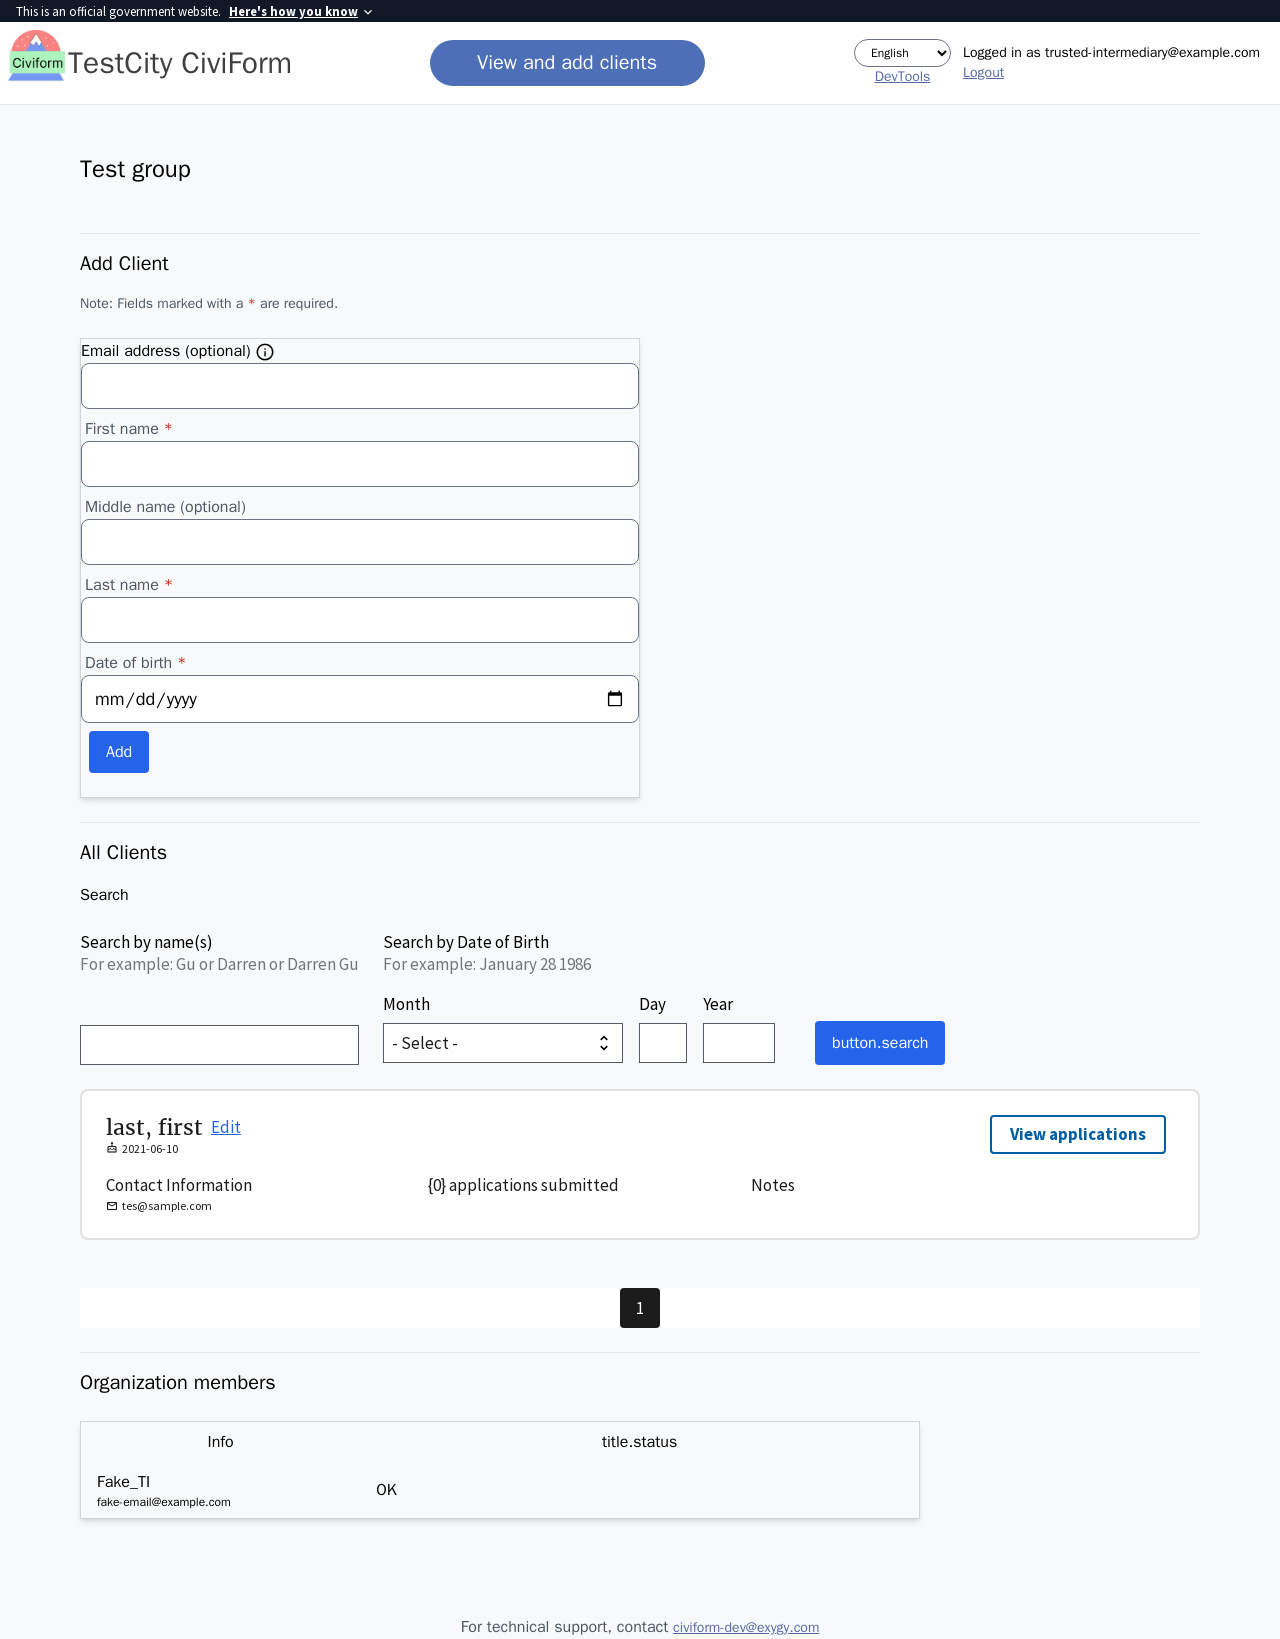 This is an official government website. Here's how you know
Civiform TestCity CiviForm
View and add clients
English
DevTools
Logged in as trusted-intermediary@example.com
Logout
Test group
Add Client
Note: Fields marked with a * are required.
Email address (optional)
First name *
Middle name (optional)
Last name *
Date of birth *
mm/dd/yyyy
Add
All Clients
Search
Search by name(s)
For example: Gu or Darren or Darren Gu
Search by Date of Birth
For example: January 28 1986
Month Day Year
- Select -
button.search
last, first Edit
2021-06-10
View applications
Contact Information
tes@sample.com
{0} applications submitted
Notes
1
Organization members
Info title.status
Fake_TI
fake-email@example.com
OK
For technical support, contact civiform-dev@exygy.com